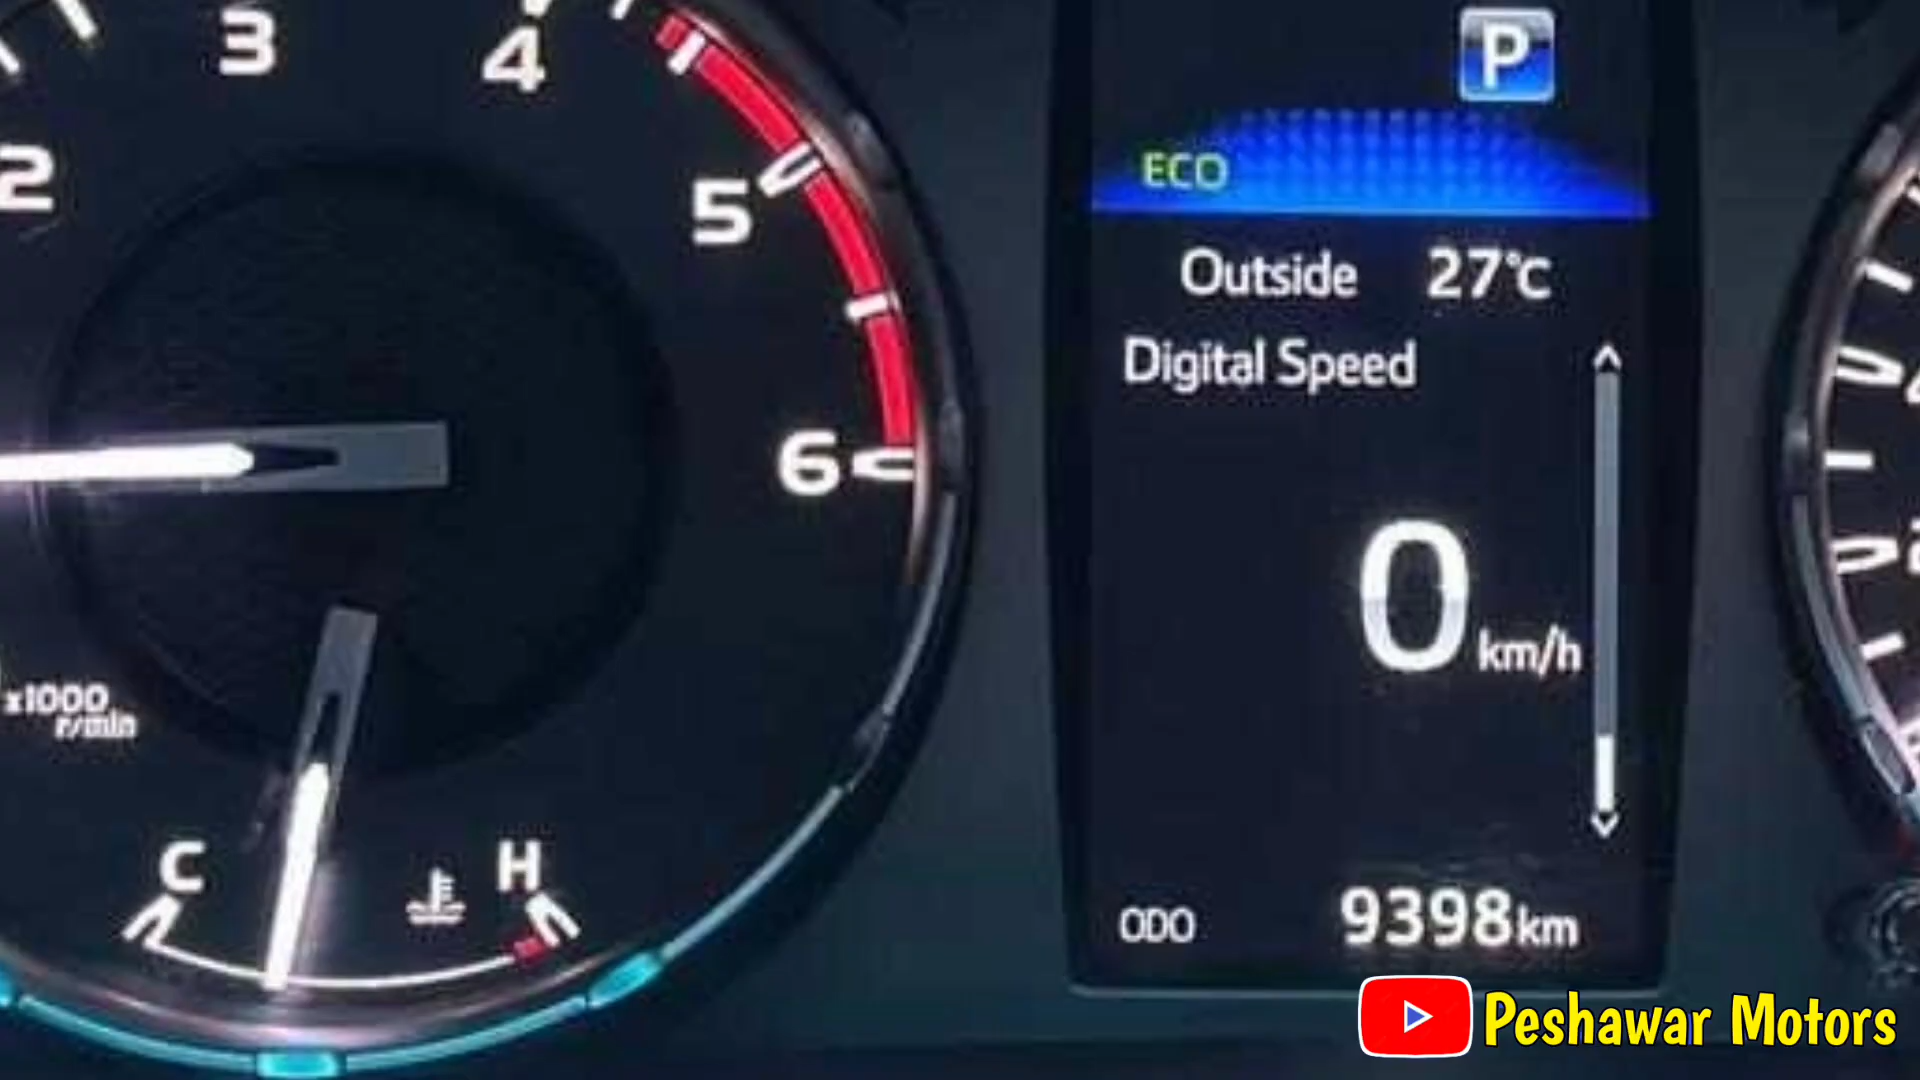 2
3
4
5
6
x1000
r/min
C
H
P
ECO
Outside 27°C
Digital Speed
0 km/h
ODO 9398km
Peshawar Motors